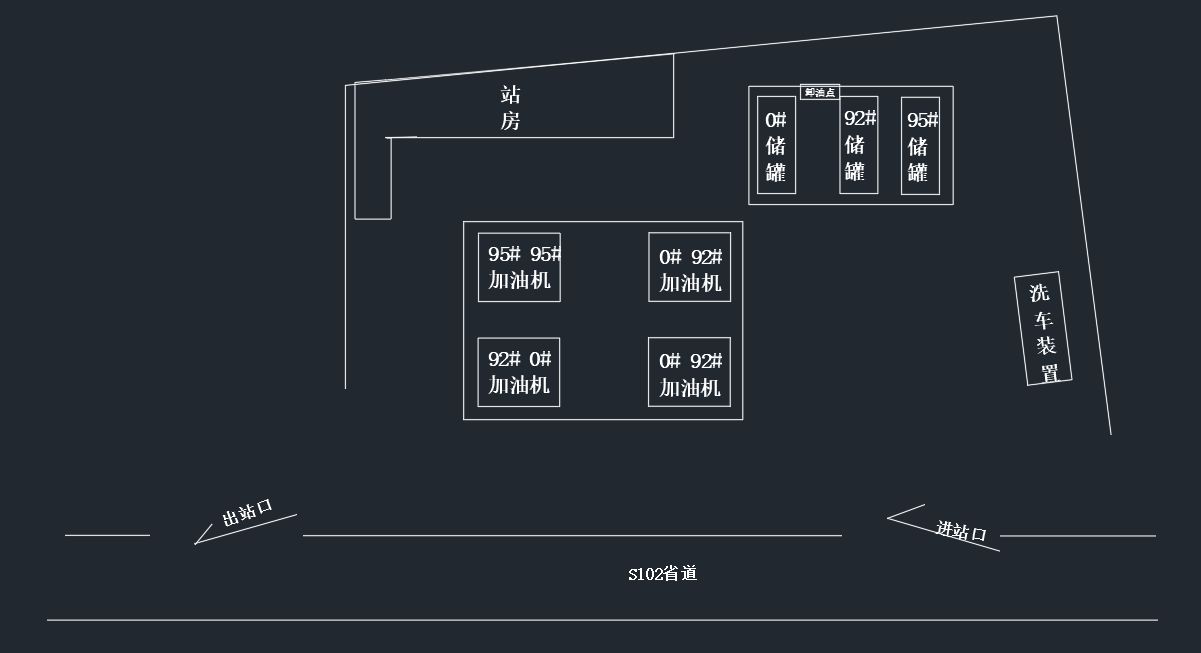 站
房
卸油点
0#
储
罐
92#
储
罐
95#
储
罐
95# 95#
加油机
0# 92#
加油机
92# 0#
加油机
0# 92#
加油机
洗
车
装
置
出站口
进站口
S102省道